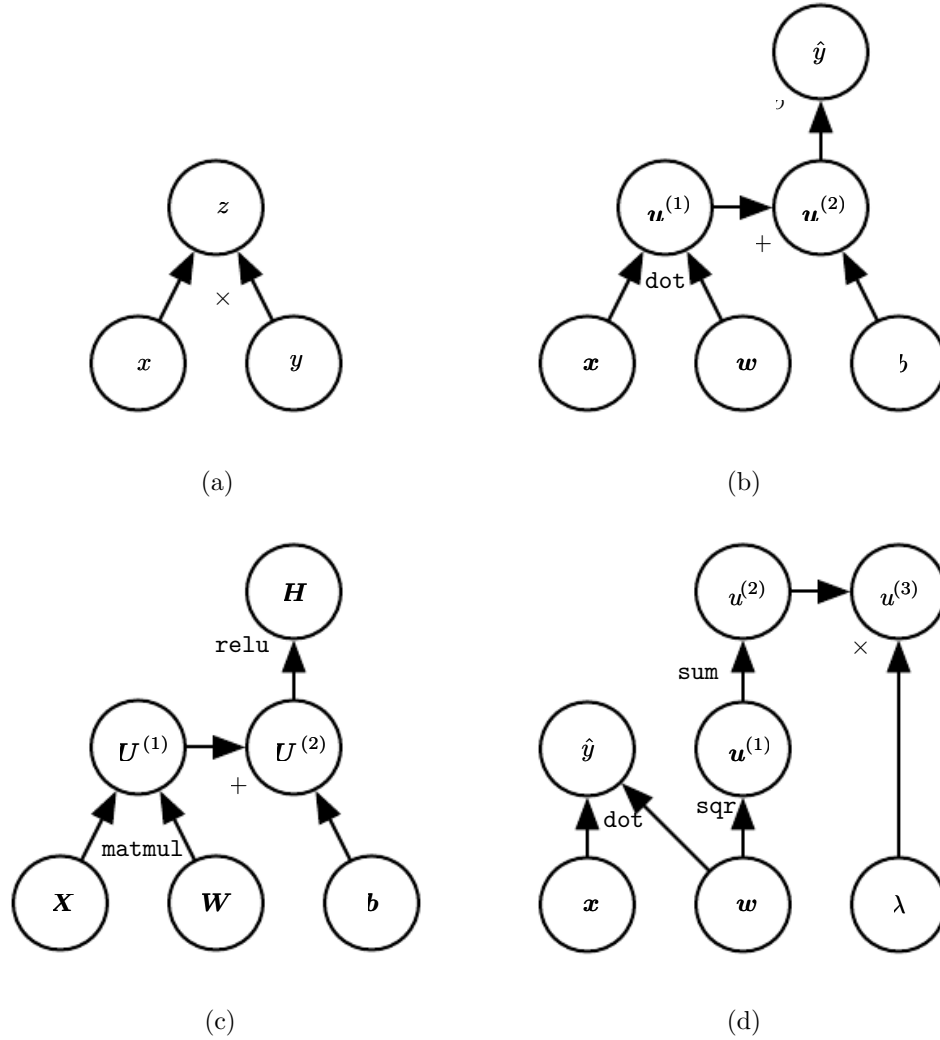 ŷ
z
u(1)
u(2)
+
dot
×
x
y
x
w
(a)
(b)
H
u(2)
u(3)
relu
×
sum
U(1)
U(2)
ŷ
u(1)
+
sqr
dot
matmul
X
W
b
x
w
λ
(c)
(d)